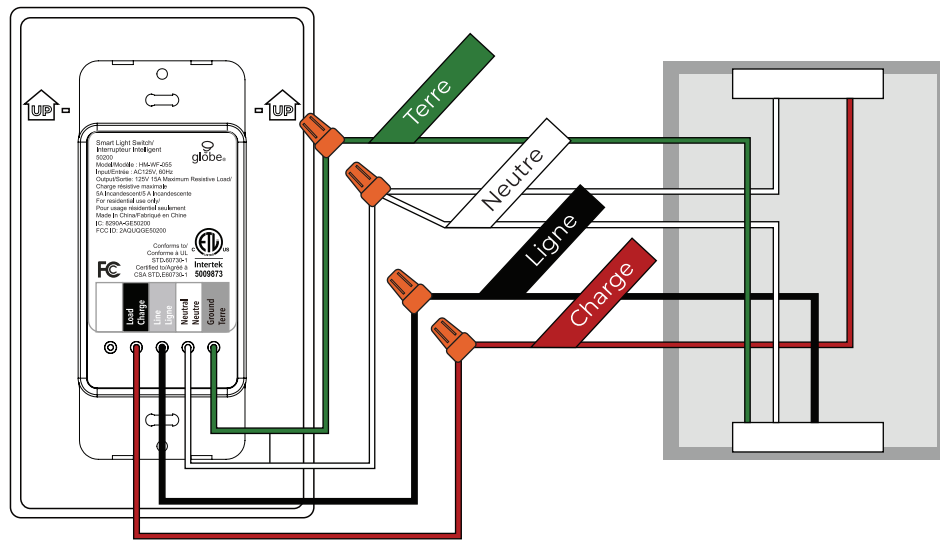 UP
UP
Smart Light Switch/
Interrupteur Intelligent
50200
Model/Modèle : HM-WF-055
Input/Entrée : AC125V, 60Hz
Output/Sortie: 125V 15A Maximum Resistive Load/
Charge résistive maximale
5A Incandescent/5 A Incandescente
For residential use only/
Pour usage résidentiel seulement
Made in China/Fabriqué en Chine
IC: 8290A-GE50200
FCC ID: 2AQUQGE50200
globe®
Conforms to/
Conforme à UL
STD.60730-1
Certified to/Agréé à
CSA STD.E60730-1
FC
C ETL US
Intertek
5009873
Load
Charge
Line
Ligne
Neutral
Neutre
Ground
Terre
Terre
Neutre
Ligne
Charge